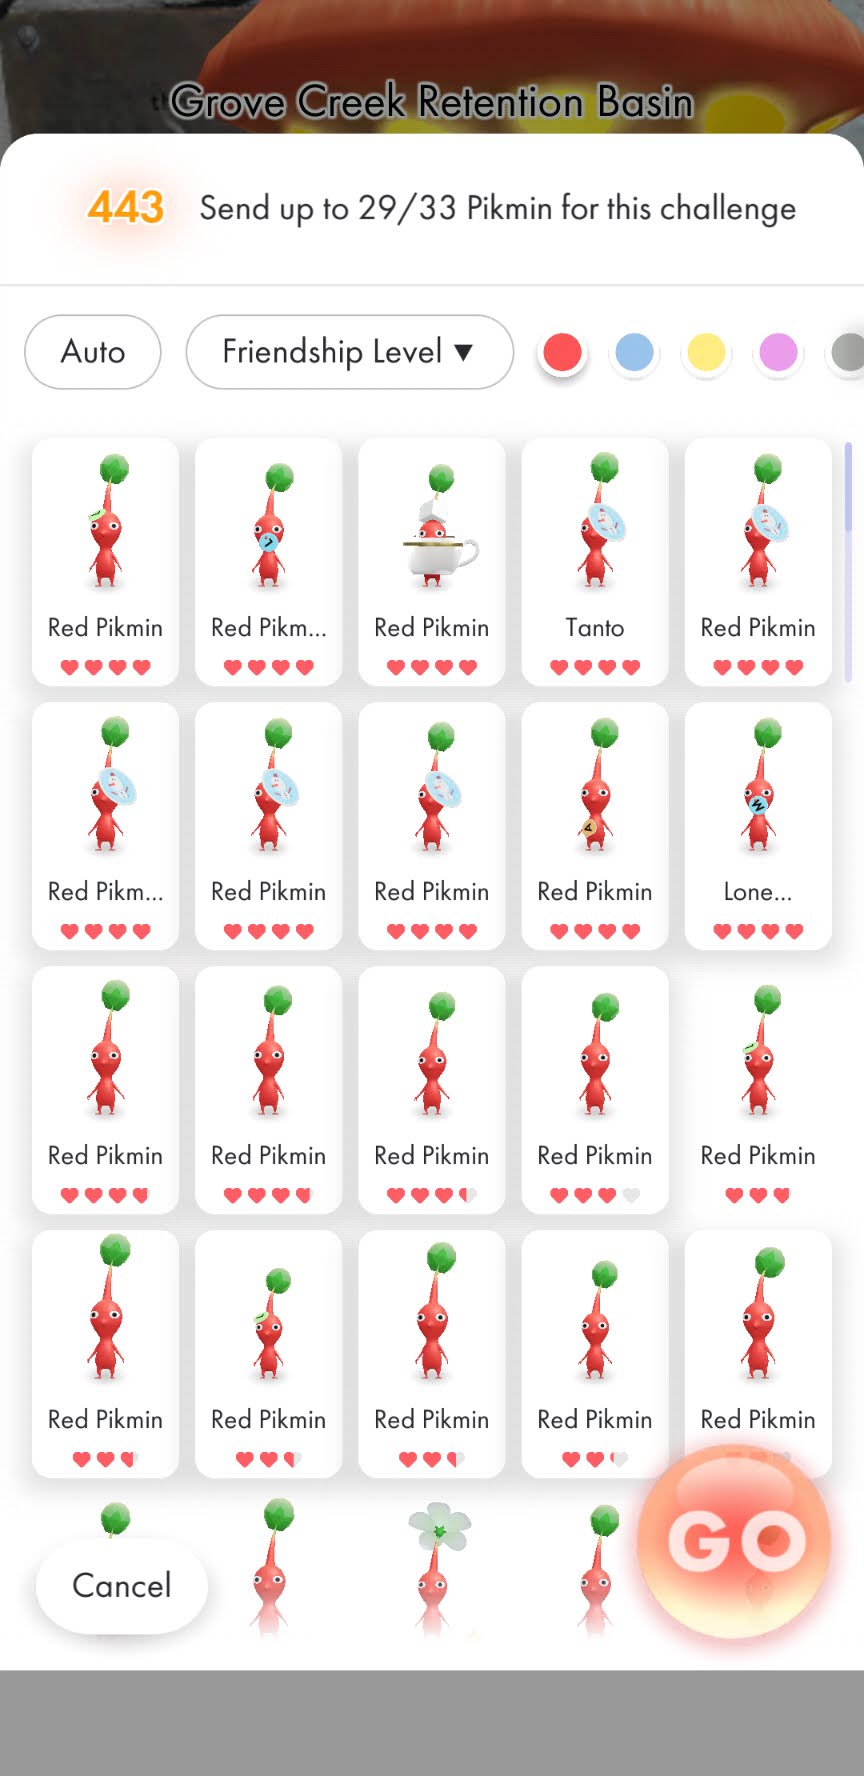 Grove Creek Retention Basin
443 Send up to 29/33 Pikmin for this challenge
Auto Friendship Level ▼
Red Pikmin Red Pikm... Red Pikmin Tanto Red Pikmin
Red Pikm... Red Pikmin Red Pikmin Red Pikmin Lone...
Red Pikmin Red Pikmin Red Pikmin Red Pikmin Red Pikmin
Red Pikmin Red Pikmin Red Pikmin Red Pikmin Red Pikmin
Cancel GO